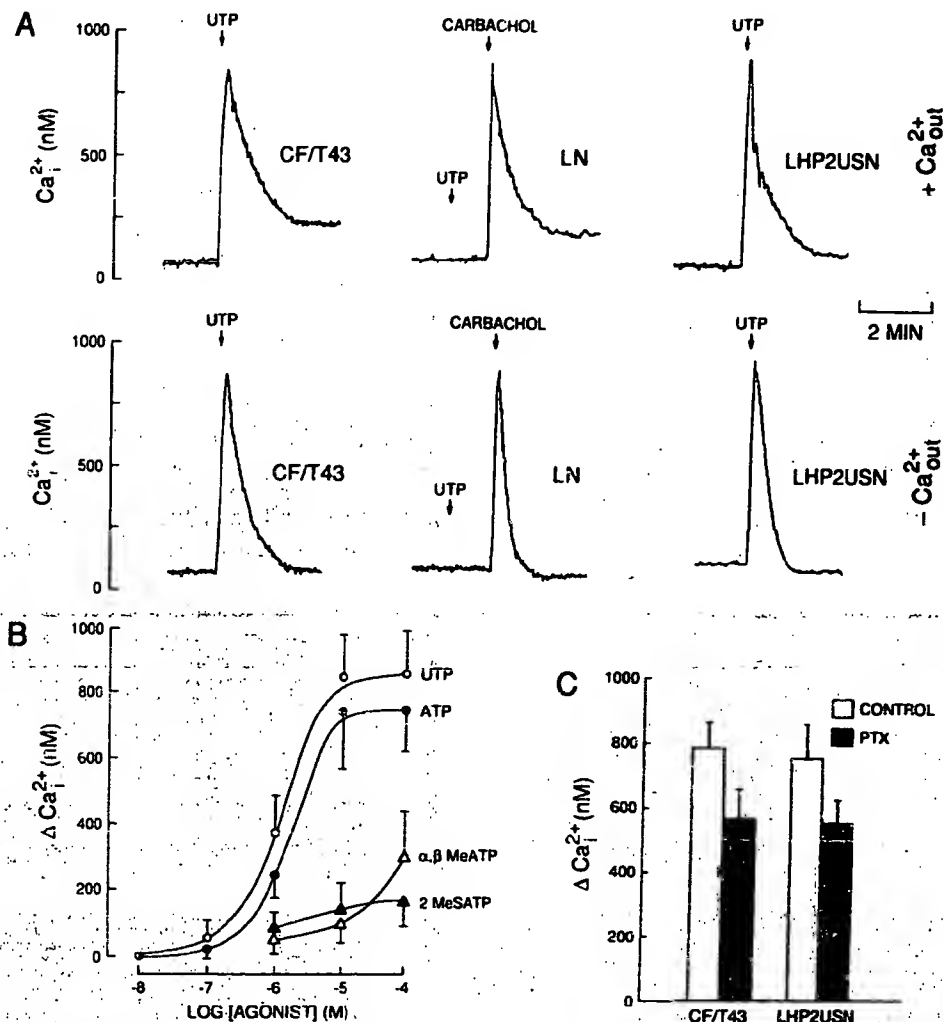 A
UTP
CARBACHOL
UTP
1000
500
0
Ca²⁺ᵢ (nM)
CF/T43
UTP
LN
LHP2USN
+ Ca²⁺out
2 MIN
UTP
CARBACHOL
UTP
1000
500
0
Ca²⁺ᵢ (nM)
CF/T43
UTP
LN
LHP2USN
− Ca²⁺out
B
1000
800
600
400
200
0
Δ Ca²⁺ᵢ (nM)
UTP
ATP
α,β MeATP
2 MeSATP
-8
-7
-6
-5
-4
LOG [AGONIST] (M)
C
800
600
400
200
0
Δ Ca²⁺ᵢ (nM)
CONTROL
PTX
CF/T43
LHP2USN